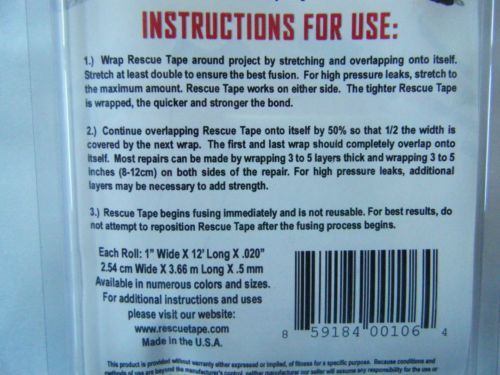 INSTRUCTIONS FOR USE:
1.) Wrap Rescue Tape around project by stretching and overlapping onto itself.
Stretch at least double to ensure the best fusion. For high pressure leaks, stretch to
the maximum amount. Rescue Tape works on either side. The tighter Rescue Tape
is wrapped, the quicker and stronger the bond.
2.) Continue overlapping Rescue Tape onto itself by 50% so that 1/2 the width is
covered by the next wrap. The first and last wrap should completely overlap onto
itself. Most repairs can be made by wrapping 3 to 5 layers thick and wrapping 3 to 5
inches (8-12cm) on both sides of the repair. For high pressure leaks, additional
layers may be necessary to add strength.
3.) Rescue Tape begins fusing immediately and is not reusable. For best results, do
not attempt to reposition Rescue Tape after the fusing process begins.
Each Roll: 1" Wide X 12' Long X .020"
2.54 cm Wide X 3.66 m Long X .5 mm
Available in numerous colors and sizes.
For additional instructions and uses
please visit our website:
www.rescuetape.com
Made in the U.S.A.
8 59184 00106 4
This product is provided without warranty either expressed or implied, of fitness for a specific purpose. Because conditions and
methods of use are beyond the manufacturer's control, neither